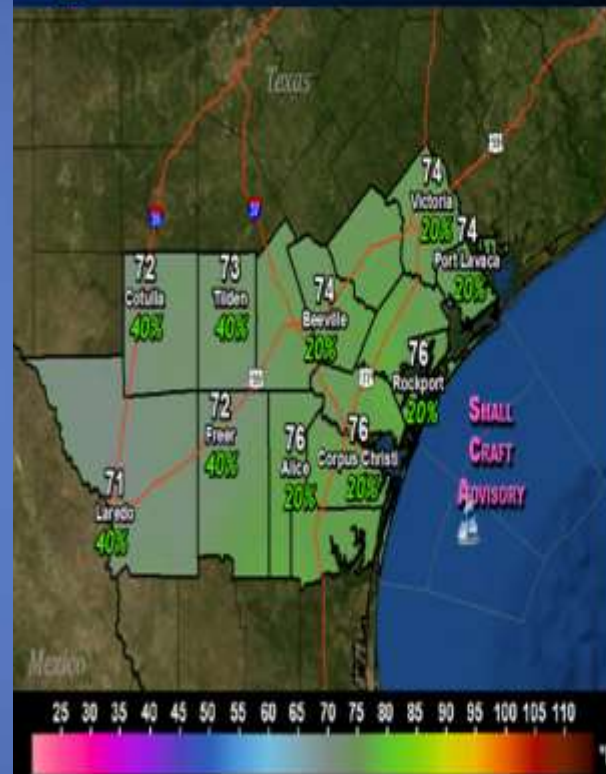 Texas
74
Victoria
20%
74
Port Lavaca
20%
72
Cotulla
40%
73
Tilden
40%
74
Beeville
20%
76
Rockport
20%
72
Freer
40%
76
Alice
20%
76
Corpus Christi
20%
71
Laredo
40%
SMALL
CRAFT
ADVISORY
37
77
Mexico
25 30 35 40 45 50 55 60 65 70 75 80 85 90 95 100 105 110